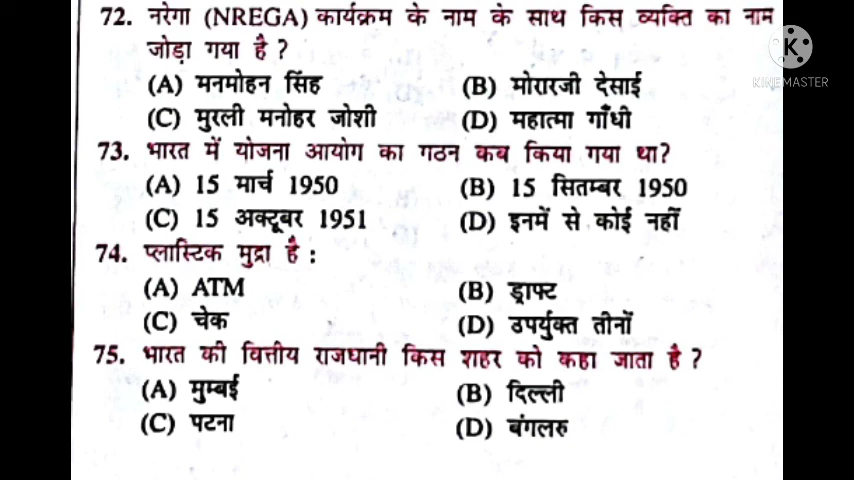 72. नरेगा (NREGA) कार्यक्रम के नाम के साथ किस व्यक्ति का नाम
जोड़ा गया है ?
(A) मनमोहन सिंह (B) मोरारजी देसाई
(C) मुरली मनोहर जोशी (D) महात्मा गाँधी
73. भारत में योजना आयोग का गठन कब किया गया था?
(A) 15 मार्च 1950 (B) 15 सितम्बर 1950
(C) 15 अक्टूबर 1951 (D) इनमें से कोई नहीं
74. प्लास्टिक मुद्रा है :
(A) ATM (B) ड्राफ्ट
(C) चेक (D) उपर्युक्त तीनों
75. भारत की वित्तीय राजधानी किस शहर को कहा जाता है ?
(A) मुम्बई (B) दिल्ली
(C) पटना (D) बंगलरु
K
KINEMASTER